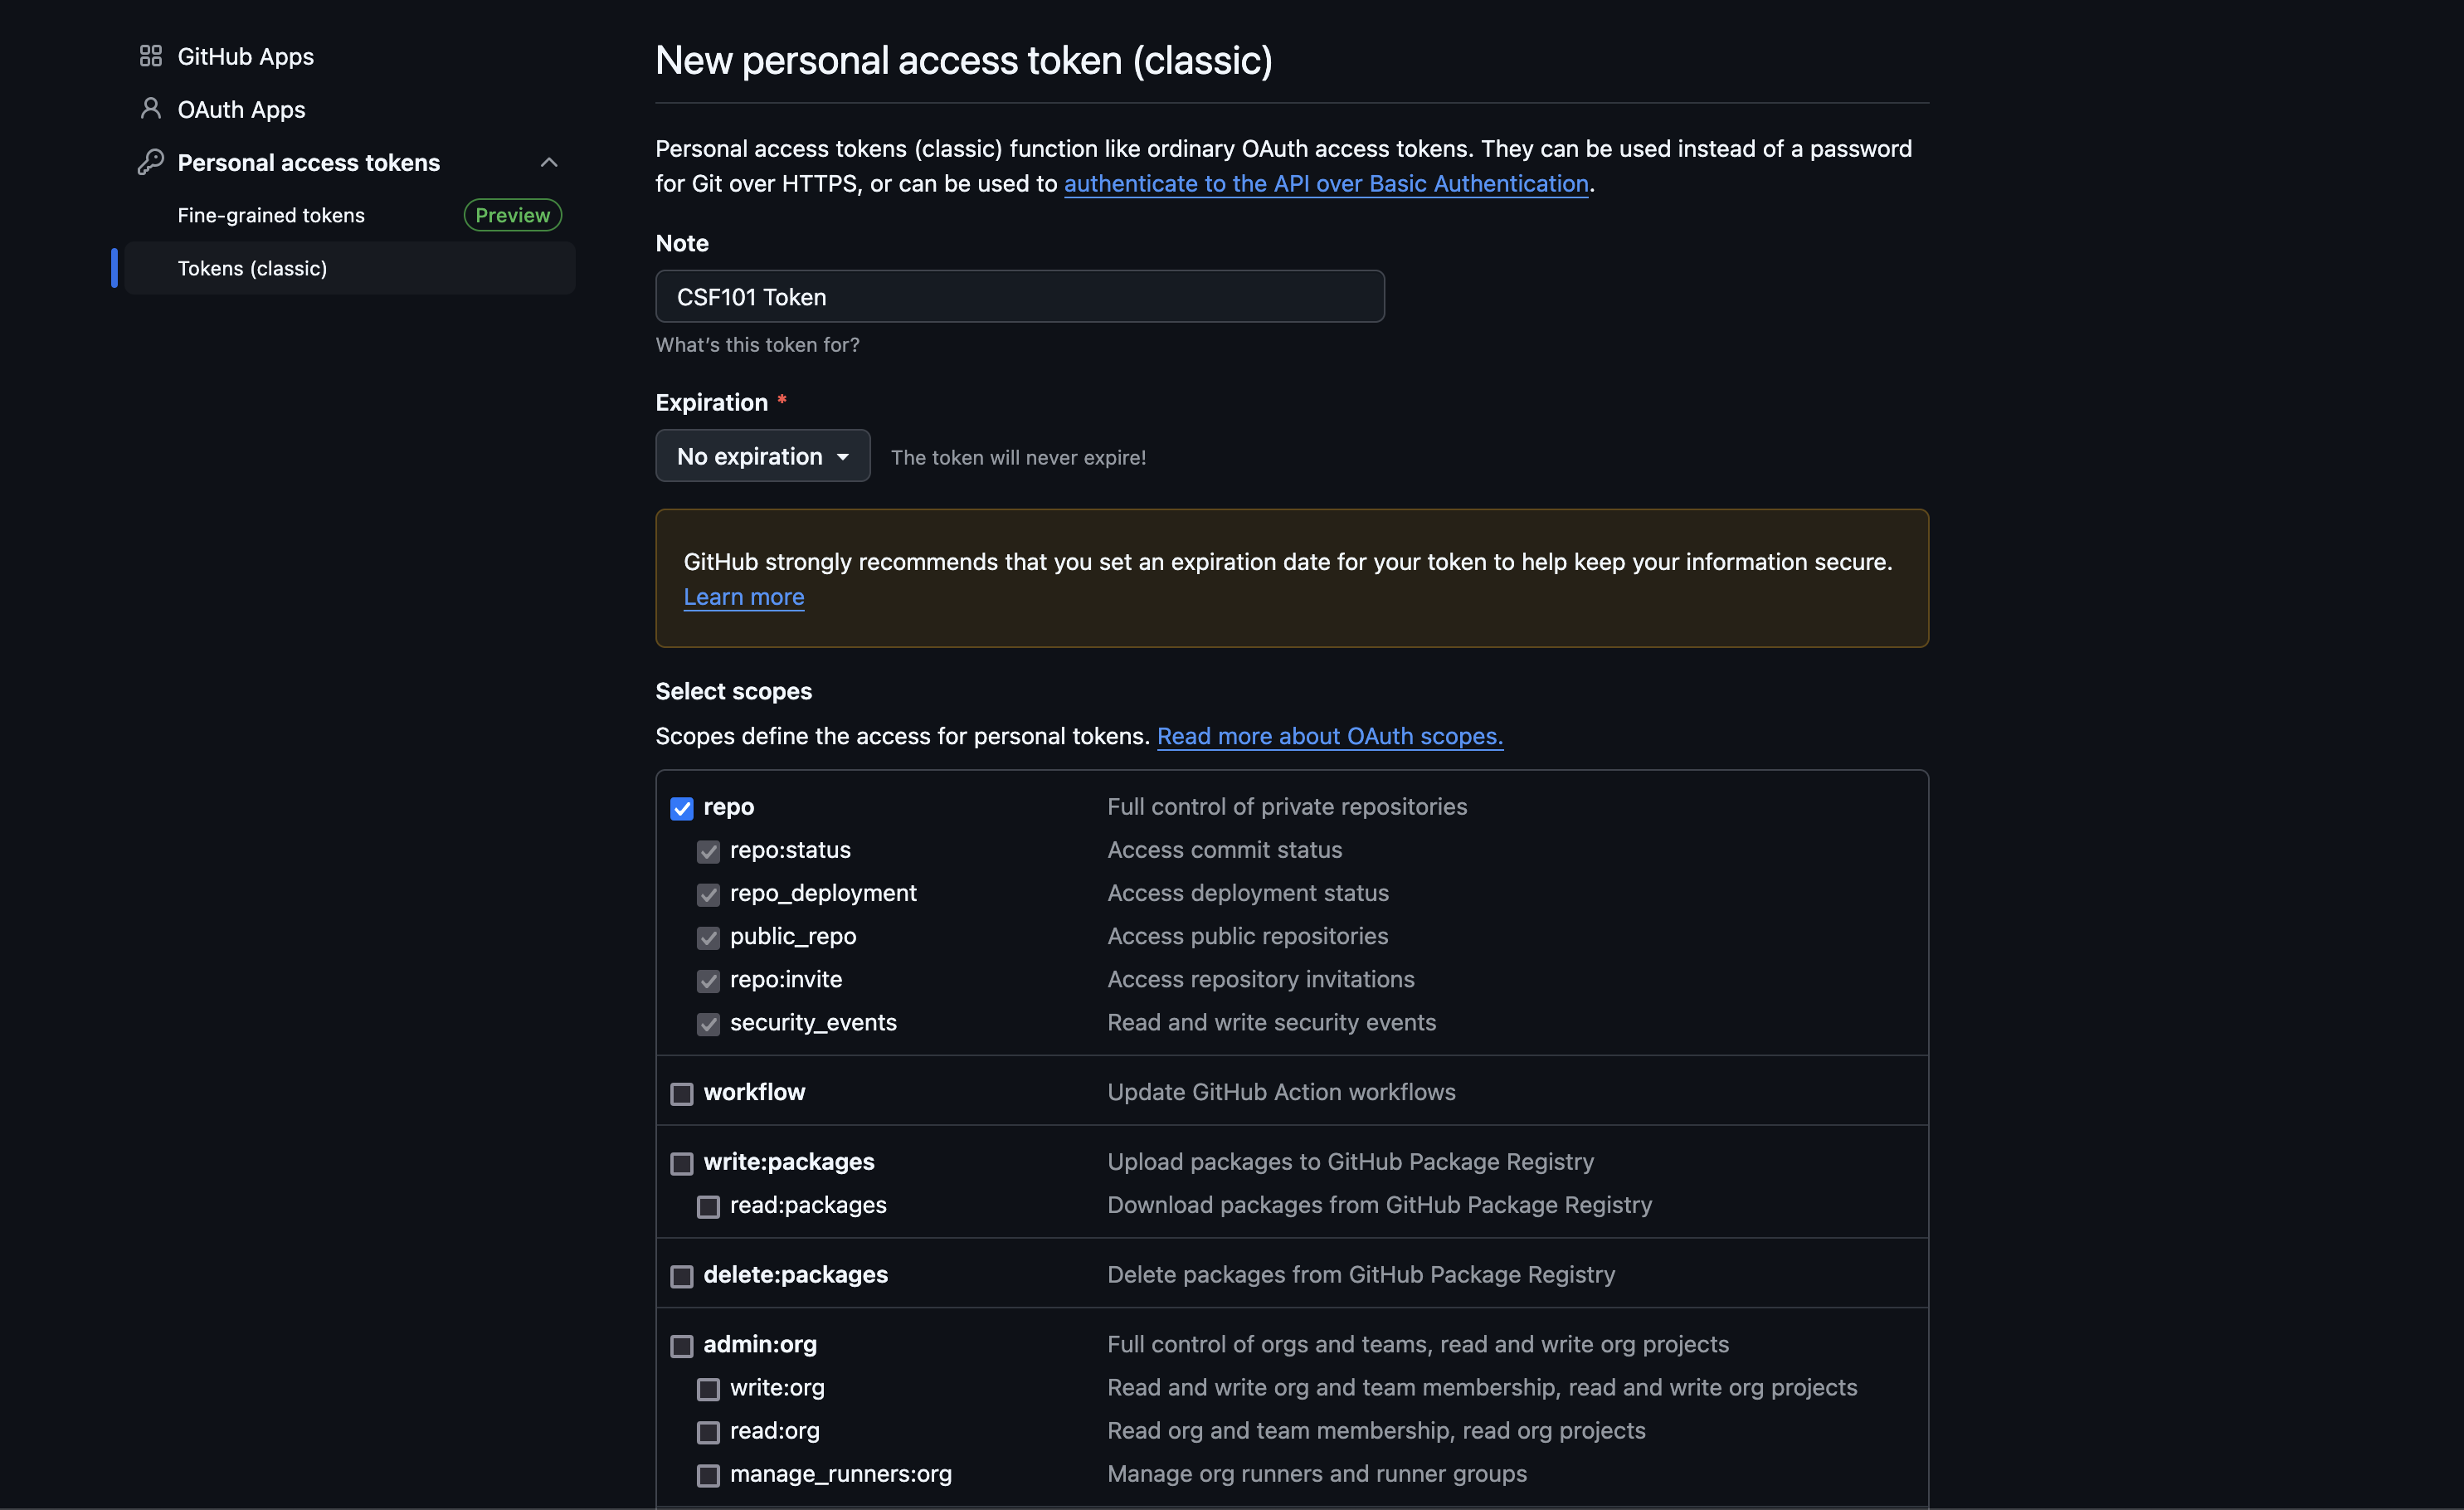 GitHub Apps
OAuth Apps
Personal access tokens
Fine-grained tokens Preview
Tokens (classic)
New personal access token (classic)
Personal access tokens (classic) function like ordinary OAuth access tokens. They can be used instead of a password
for Git over HTTPS, or can be used to authenticate to the API over Basic Authentication.
Note
CSF101 Token
What's this token for?
Expiration *
No expiration The token will never expire!
GitHub strongly recommends that you set an expiration date for your token to help keep your information secure.
Learn more
Select scopes
Scopes define the access for personal tokens. Read more about OAuth scopes.
repo Full control of private repositories
repo:status Access commit status
repo_deployment Access deployment status
public_repo Access public repositories
repo:invite Access repository invitations
security_events Read and write security events
workflow Update GitHub Action workflows
write:packages Upload packages to GitHub Package Registry
read:packages Download packages from GitHub Package Registry
delete:packages Delete packages from GitHub Package Registry
admin:org Full control of orgs and teams, read and write org projects
write:org Read and write org and team membership, read and write org projects
read:org Read org and team membership, read org projects
manage_runners:org Manage org runners and runner groups